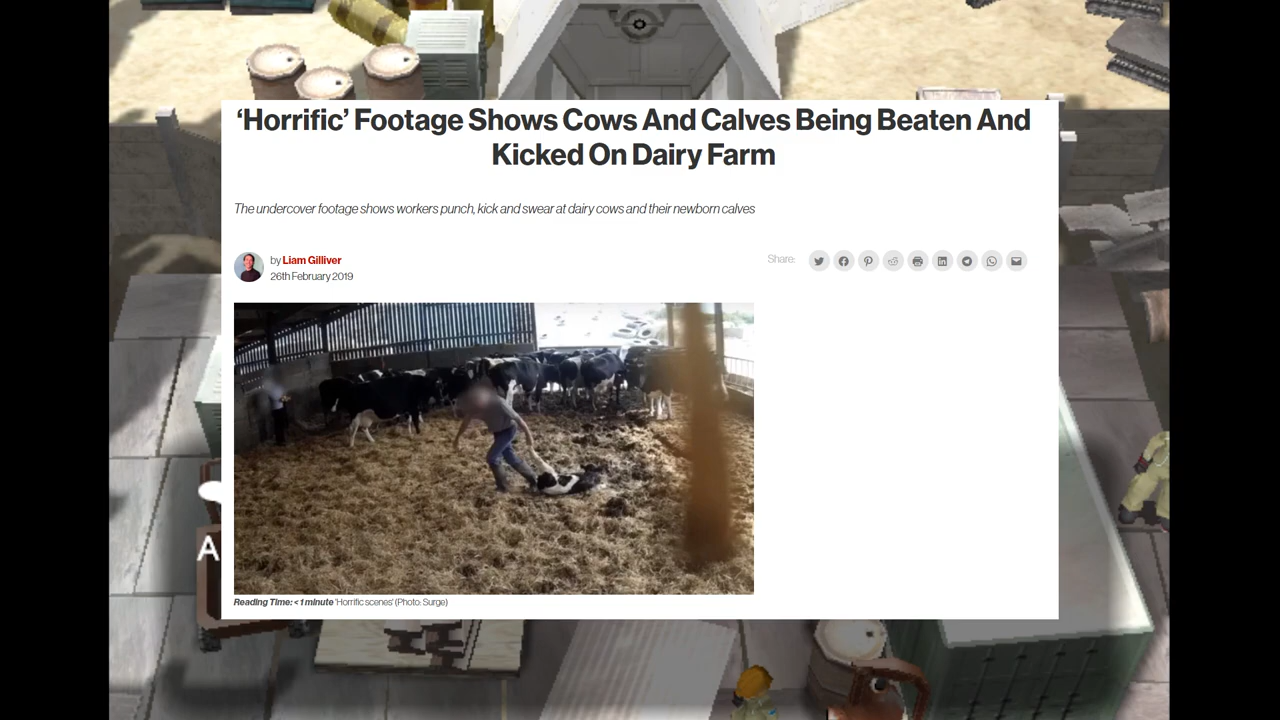 ‘Horrific’ Footage Shows Cows And Calves Being Beaten And
Kicked On Dairy Farm
The undercover footage shows workers punch, kick and swear at dairy cows and their newborn calves
by Liam Gilliver
26th February 2019
Share:
A
Reading Time: < 1 minute 'Horrific scenes' (Photo: Surge)